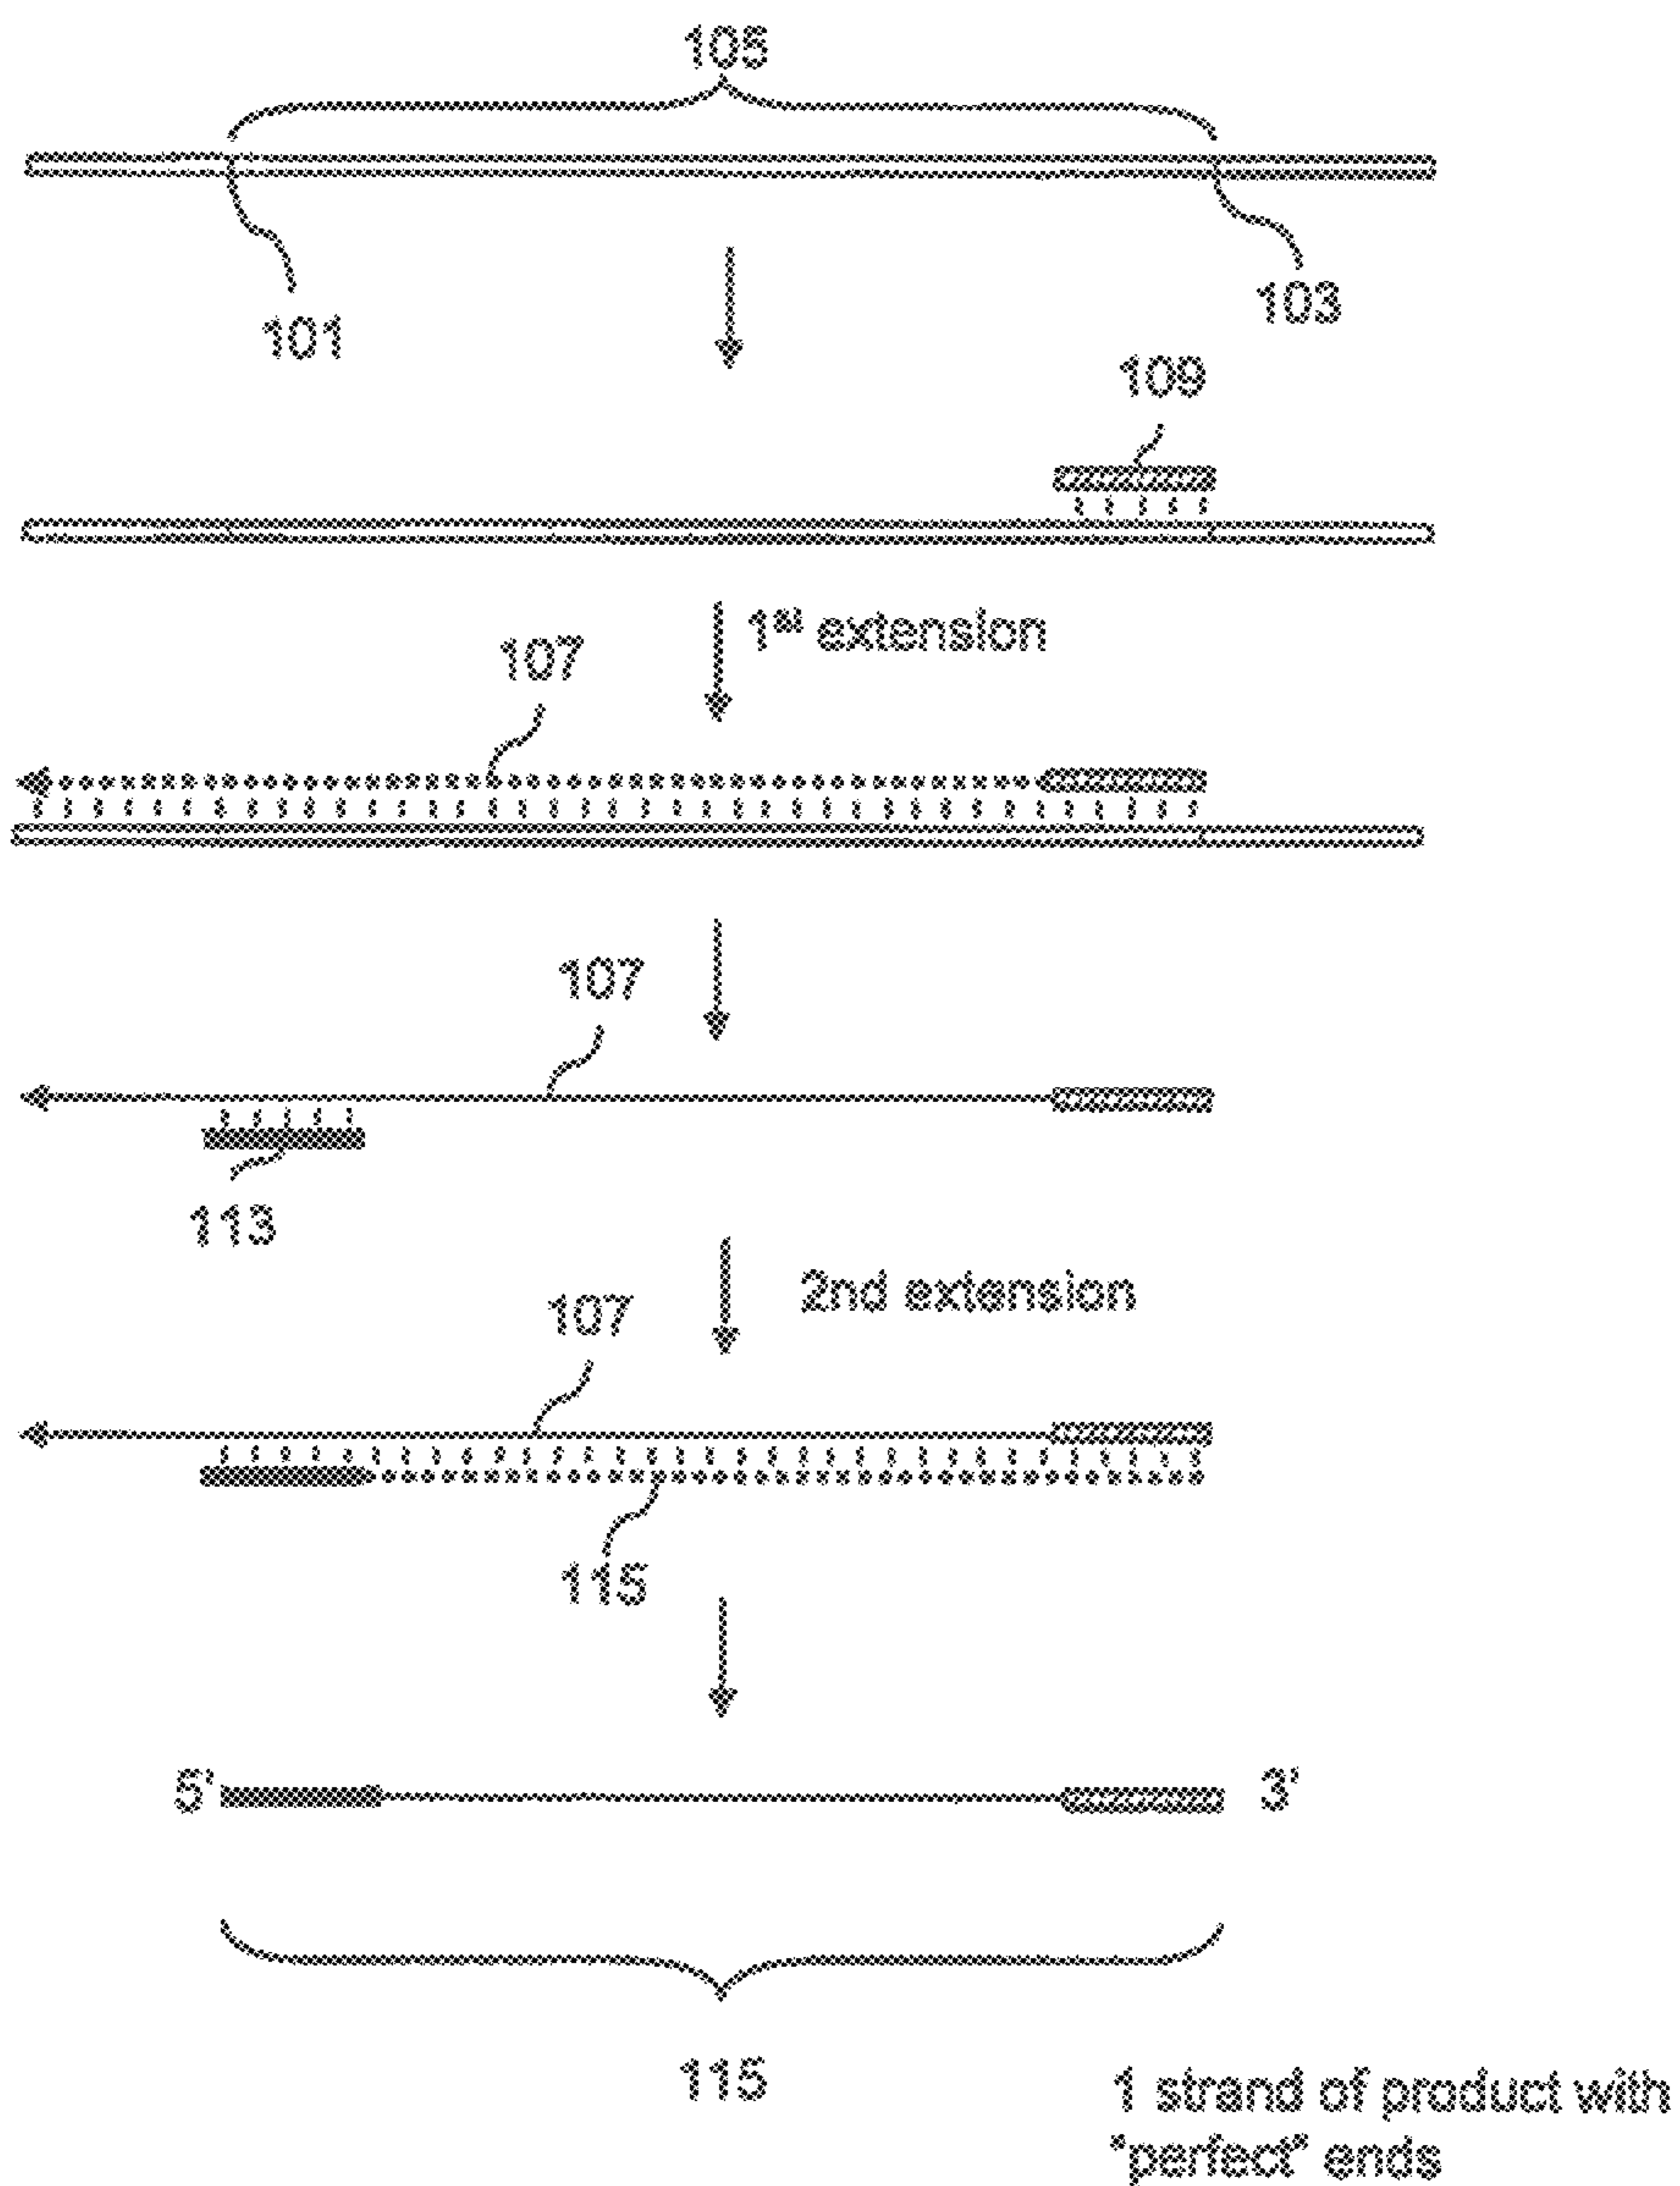 105
101
103
109
1st extension
107
107
113
2nd extension
107
115
5' 3'
115
1 strand of product with
"perfect" ends